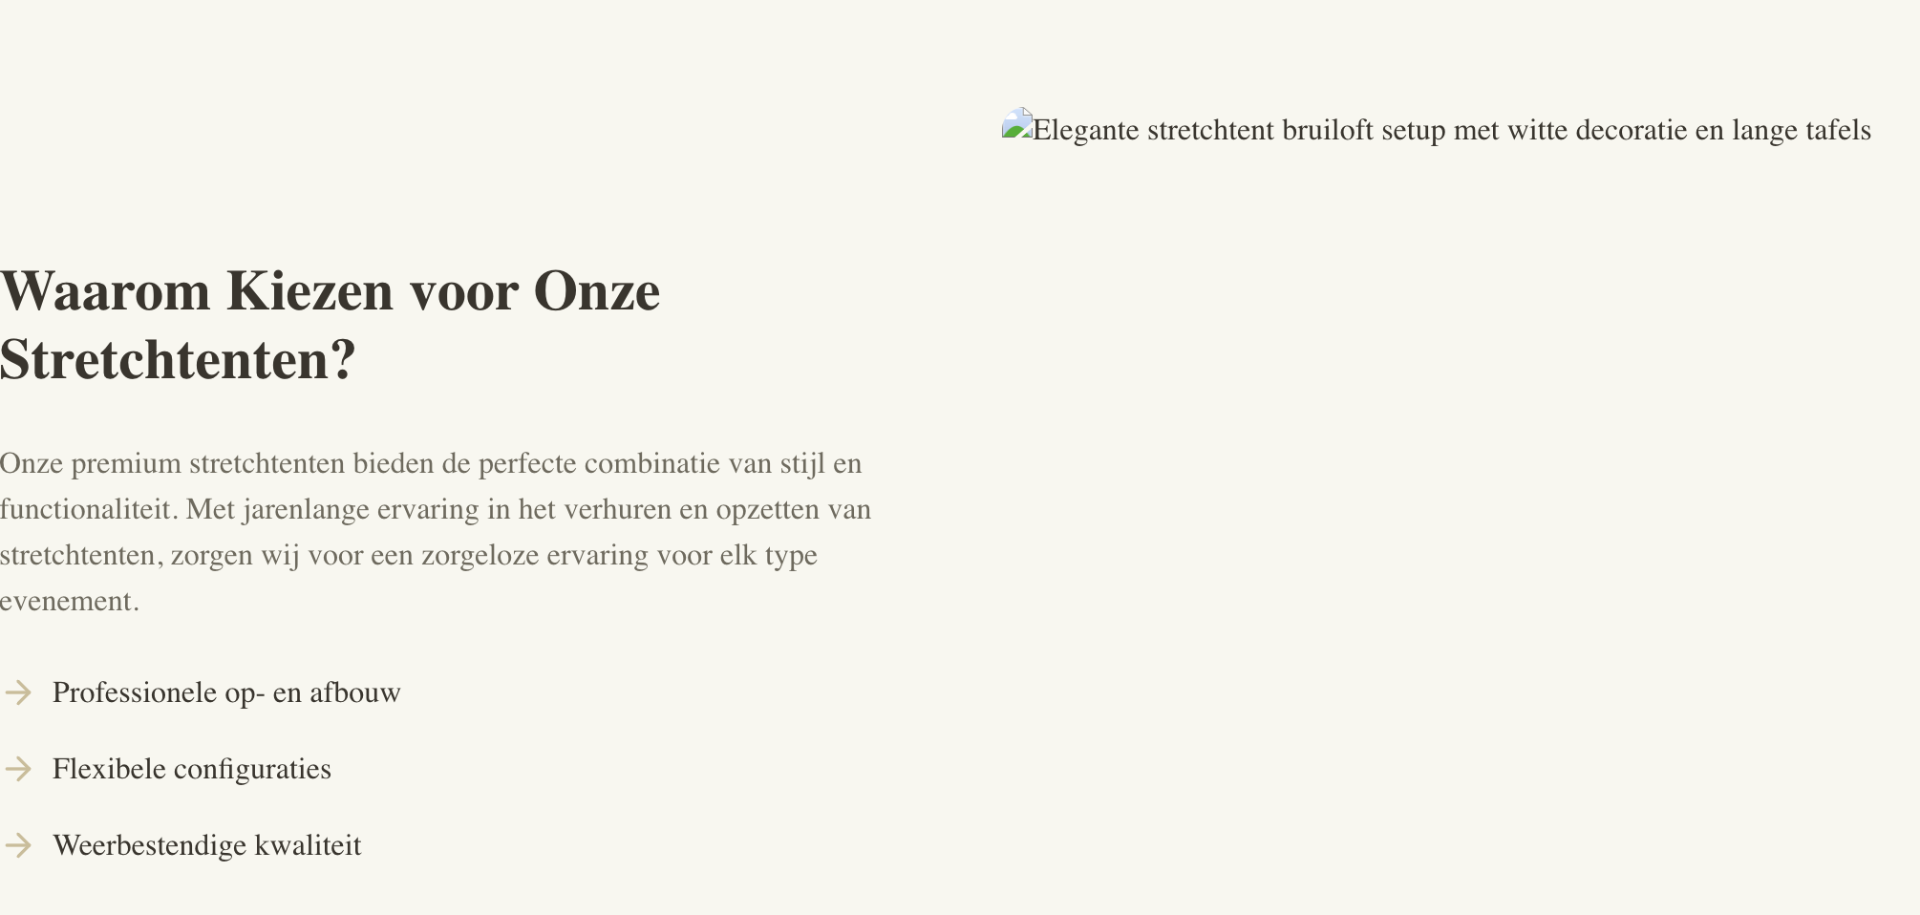 Elegante stretchtent bruiloft setup met witte decoratie en lange tafels
Waarom Kiezen voor Onze
Stretchtenten?
Onze premium stretchtenten bieden de perfecte combinatie van stijl en
functionaliteit. Met jarenlange ervaring in het verhuren en opzetten van
stretchtenten, zorgen wij voor een zorgeloze ervaring voor elk type
evenement.
Professionele op- en afbouw
Flexibele configuraties
Weerbestendige kwaliteit